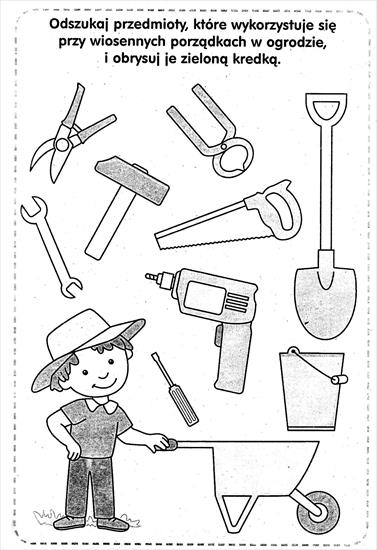 Odszukaj przedmioty, które wykorzystuje się
przy wiosennych porządkach w ogrodzie,
i obrysuj je zieloną kredką.